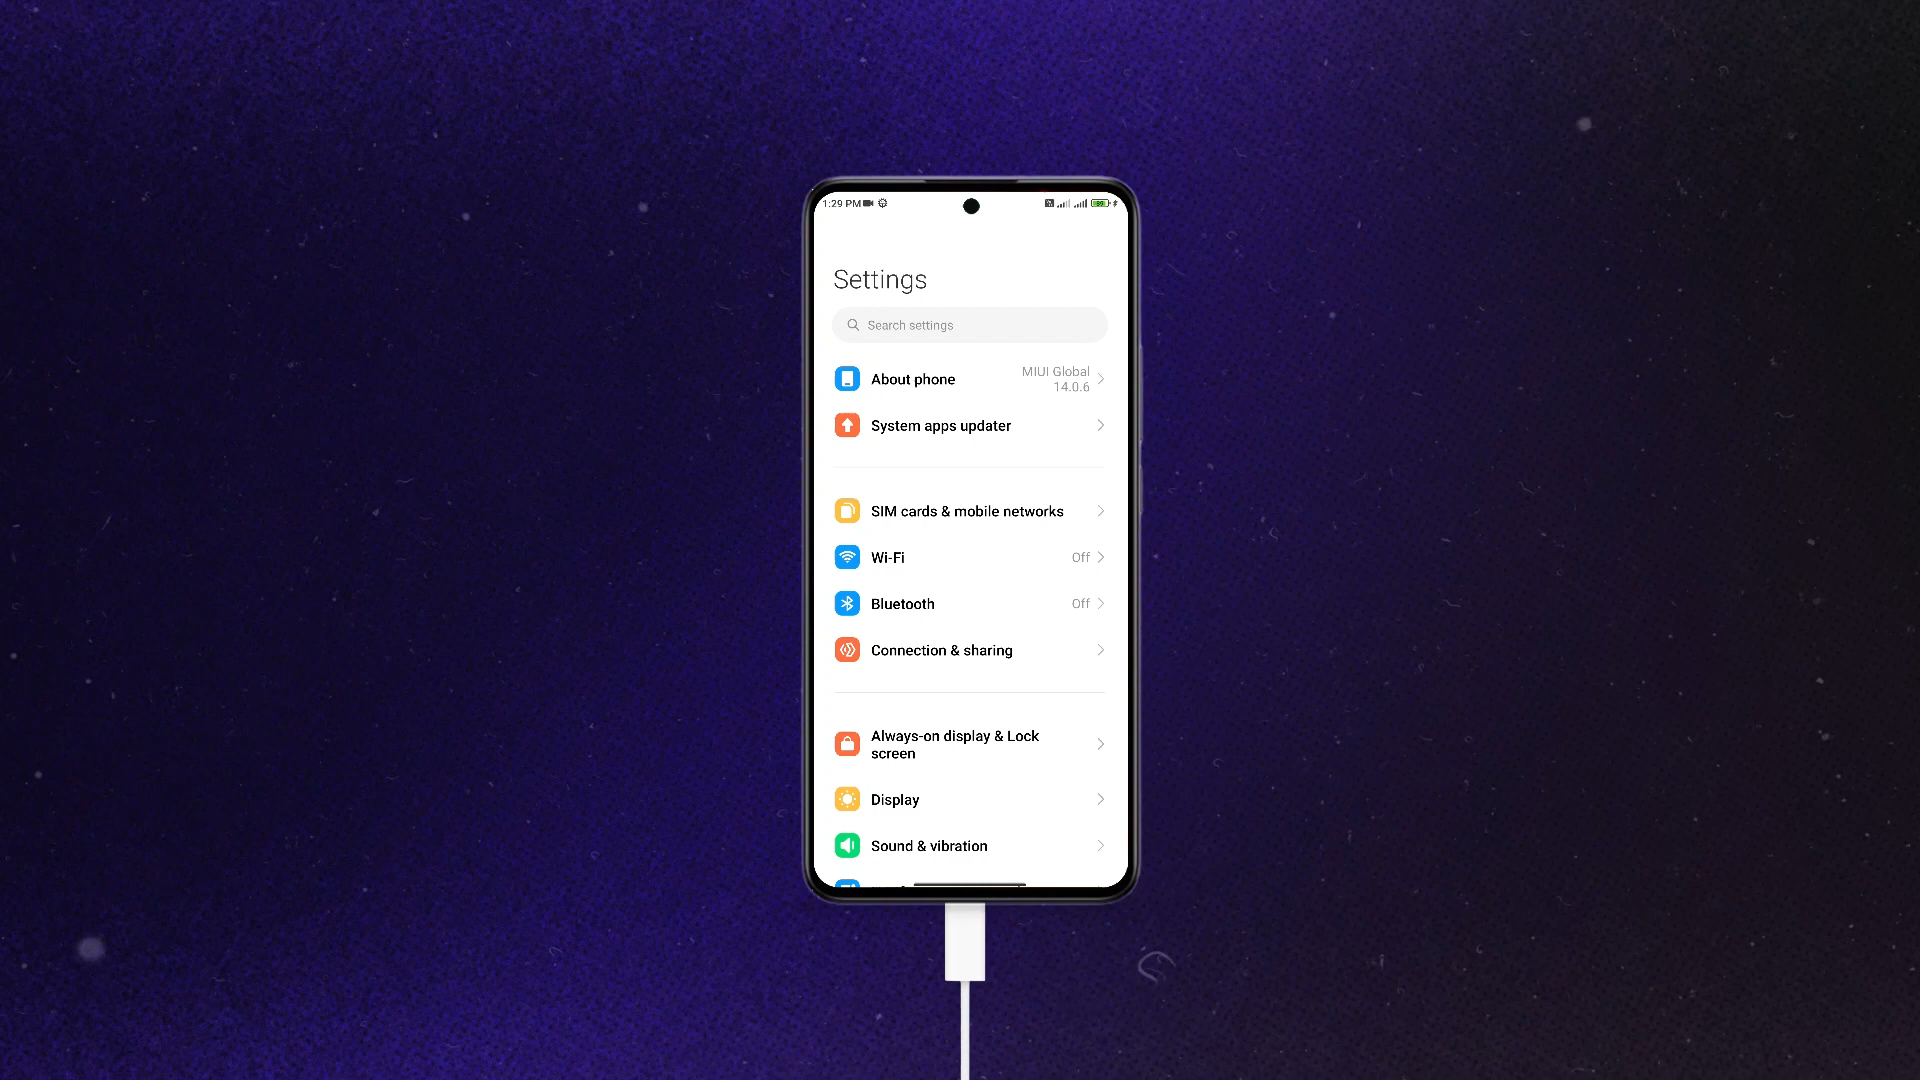 1:29 PM
89
Settings
Search settings
About phone
MIUI Global
14.0.6
System apps updater
SIM cards & mobile networks
Wi-Fi
Off
Bluetooth
Off
Connection & sharing
Always-on display & Lock
screen
Display
Sound & vibration